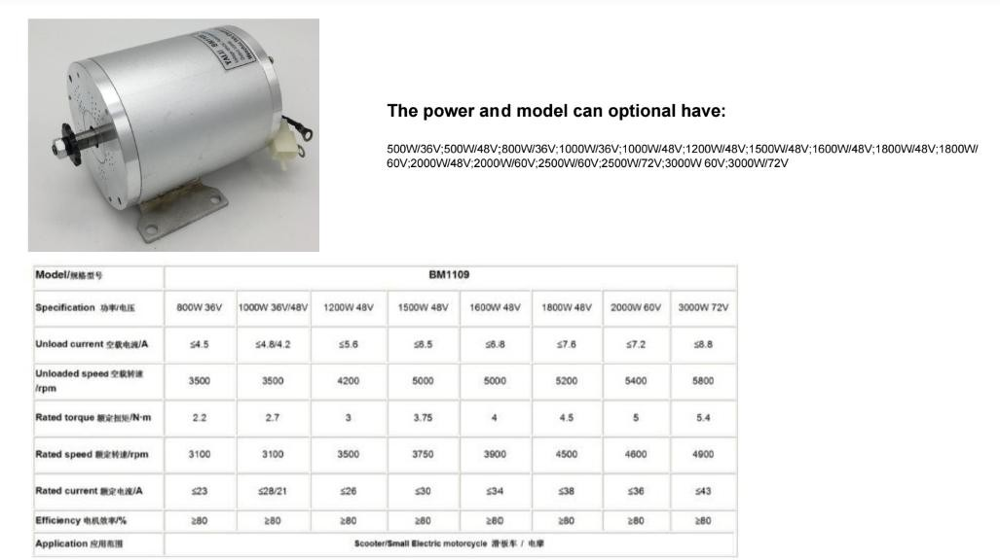 YALU BM1109
The power and model can optional have:
500W/36V;500W/48V;800W/36V;1000W/36V;1000W/48V;1200W/48V;1500W/48V;1600W/48V;1800W/48V;1800W/
60V;2000W/48V;2000W/60V;2500W/60V;2500W/72V;3000W 60V;3000W/72V
Model/规格型号 BM1109
Specification 功率/电压 800W 36V 1000W 36V/48V 1200W 48V 1500W 48V 1600W 48V 1800W 48V 2000W 60V 3000W 72V
Unload current 空载电流/A ≤4.5 ≤4.8/4.2 ≤5.6 ≤6.5 ≤6.8 ≤7.6 ≤7.2 ≤8.8
Unloaded speed 空载转速
/rpm 3500 3500 4200 5000 5000 5200 5400 5800
Rated torque 额定扭矩/N·m 2.2 2.7 3 3.75 4 4.5 5 5.4
Rated speed 额定转速/rpm 3100 3100 3500 3750 3900 4500 4600 4900
Rated current 额定电流/A ≤23 ≤28/21 ≤26 ≤30 ≤34 ≤38 ≤36 ≤43
Efficiency 电机效率/% ≥80 ≥80 ≥80 ≥80 ≥80 ≥80 ≥80 ≥80
Application 应用范围 Scooter/Small Electric motorcycle 滑板车 / 电摩